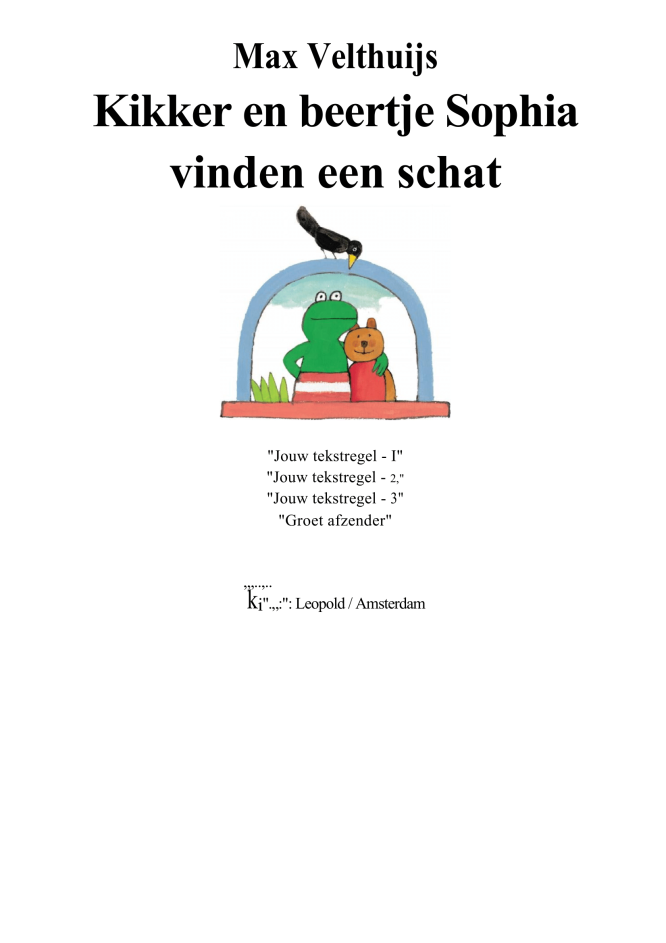 Max Velthuijs
Kikker en beertje Sophia
vinden een schat
"Jouw tekstregel - I"
"Jouw tekstregel - 2,"
"Jouw tekstregel - 3"
"Groet afzender"
,,,..,..
ki".,,:": Leopold / Amsterdam